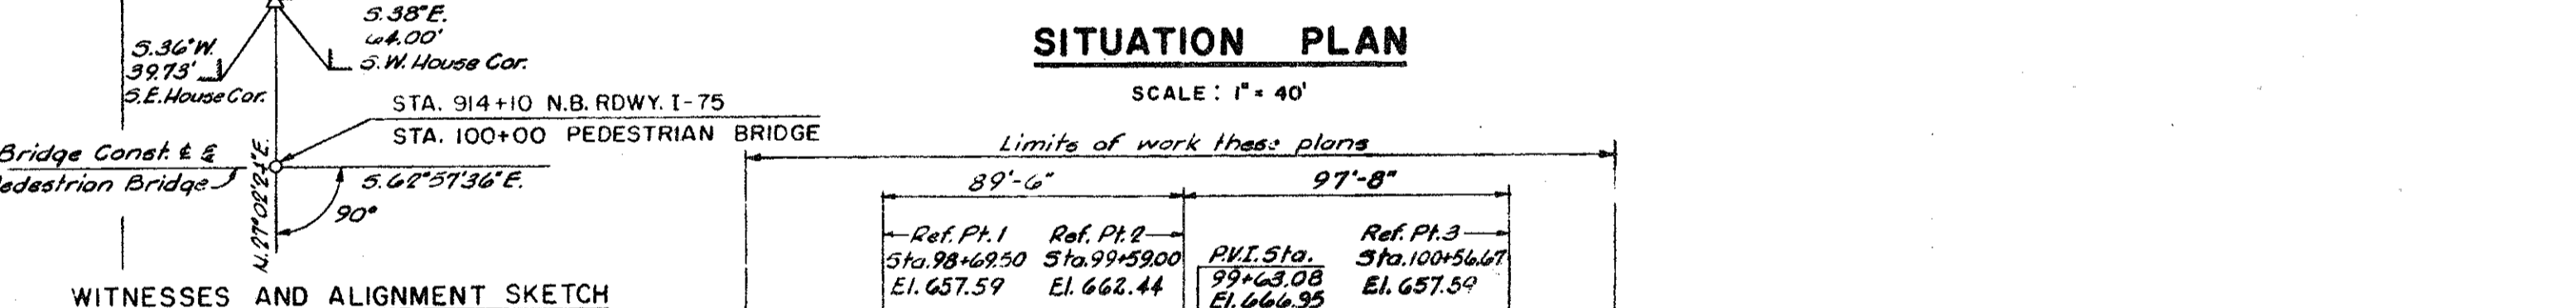 S.38°E.
64.00'
S.W. House Cor.
S.36°W.
39.73'
S.E. House Cor.
STA. 914+10 N.B. RDWY. I-75
STA. 100+00 PEDESTRIAN BRIDGE
Bridge Const. ℄ &
Pedestrian Bridge
S.62°57'36"E.
90°
WITNESSES AND ALIGNMENT SKETCH
SITUATION PLAN
SCALE: 1" = 40'
Limits of work these plans
89'-6" 97'-8"
Ref. Pt. 1 Ref. Pt. 2 Ref. Pt. 3
Sta. 98+69.50 Sta. 99+59.00 P.V.I. Sta. Sta. 100+56.67
El. 657.59 El. 662.44 99+63.08 El. 657.59
El. 666.95